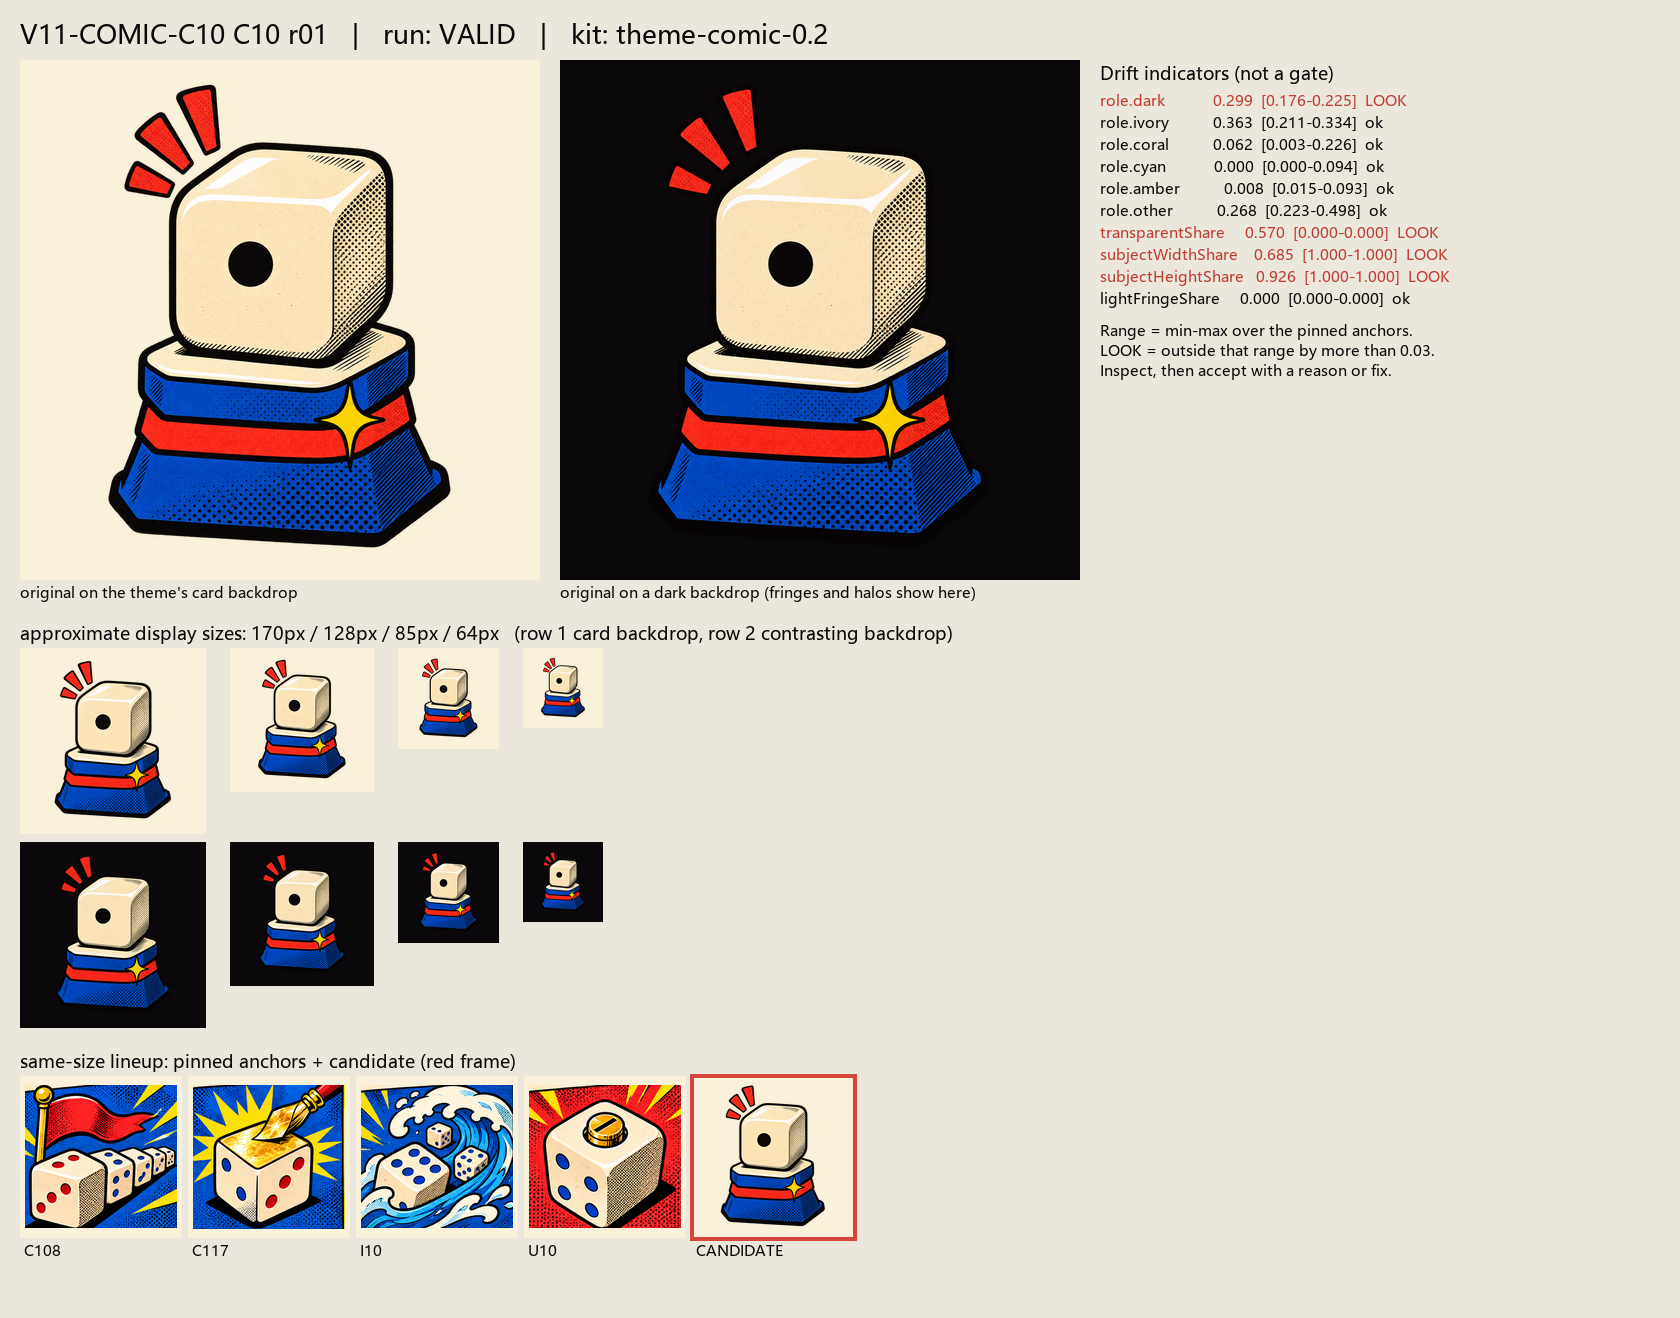 V11-COMIC-C10 C10 r01 | run: VALID | kit: theme-comic-0.2
Drift indicators (not a gate)
role.dark 0.299 [0.176-0.225] LOOK
role.ivory 0.363 [0.211-0.334] ok
role.coral 0.062 [0.003-0.226] ok
role.cyan 0.000 [0.000-0.094] ok
role.amber 0.008 [0.015-0.093] ok
role.other 0.268 [0.223-0.498] ok
transparentShare 0.570 [0.000-0.000] LOOK
subjectWidthShare 0.685 [1.000-1.000] LOOK
subjectHeightShare 0.926 [1.000-1.000] LOOK
lightFringeShare 0.000 [0.000-0.000] ok
Range = min-max over the pinned anchors.
LOOK = outside that range by more than 0.03.
Inspect, then accept with a reason or fix.
original on the theme's card backdrop
original on a dark backdrop (fringes and halos show here)
approximate display sizes: 170px / 128px / 85px / 64px (row 1 card backdrop, row 2 contrasting backdrop)
same-size lineup: pinned anchors + candidate (red frame)
C108
C117
I10
U10
CANDIDATE